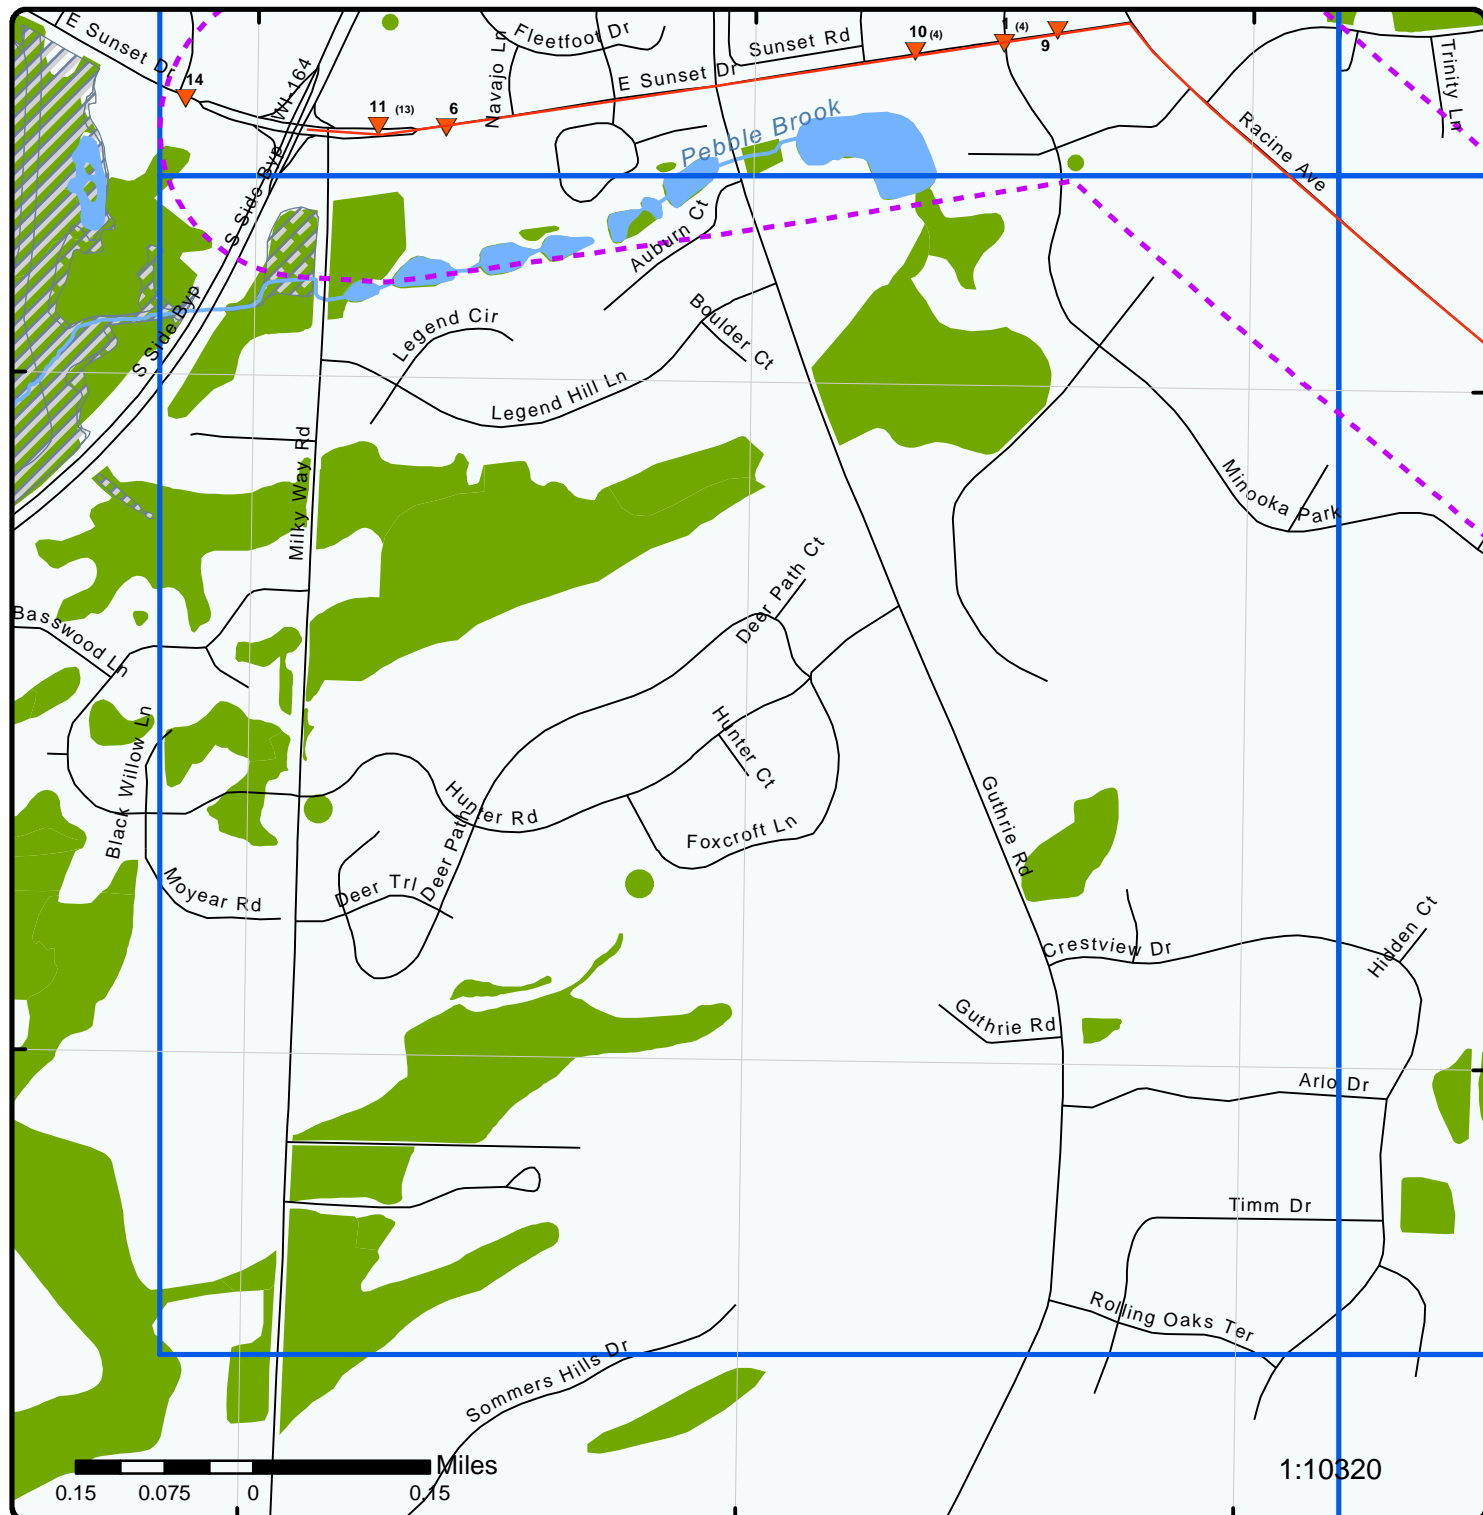 E Sunset Dr
14
WI-164
11 (13)
6
Navajo Ln
Fleetfoot Dr
E Sunset Dr
Sunset Rd
10 (4)
1 (4)
9
Trinity Ln
Racine Ave
Pebble Brook
S Side Byp
S Side Byp
Auburn Ct
Boulder Ct
Legend Cir
Legend Hill Ln
Milky Way Rd
Minooka Park
Deer Path Ct
Basswood Ln
Black Willow Ln
Hunter Ct
Hunter Rd
Foxcroft Ln
Guthrie Rd
Moyear Rd
Deer Trl
Deer Path
Crestview Dr
Hidden Ct
Guthrie Rd
Arlo Dr
Timm Dr
Rolling Oaks Ter
Sommers Hills Dr
Miles
0.15 0.075 0 0.15
1:10320